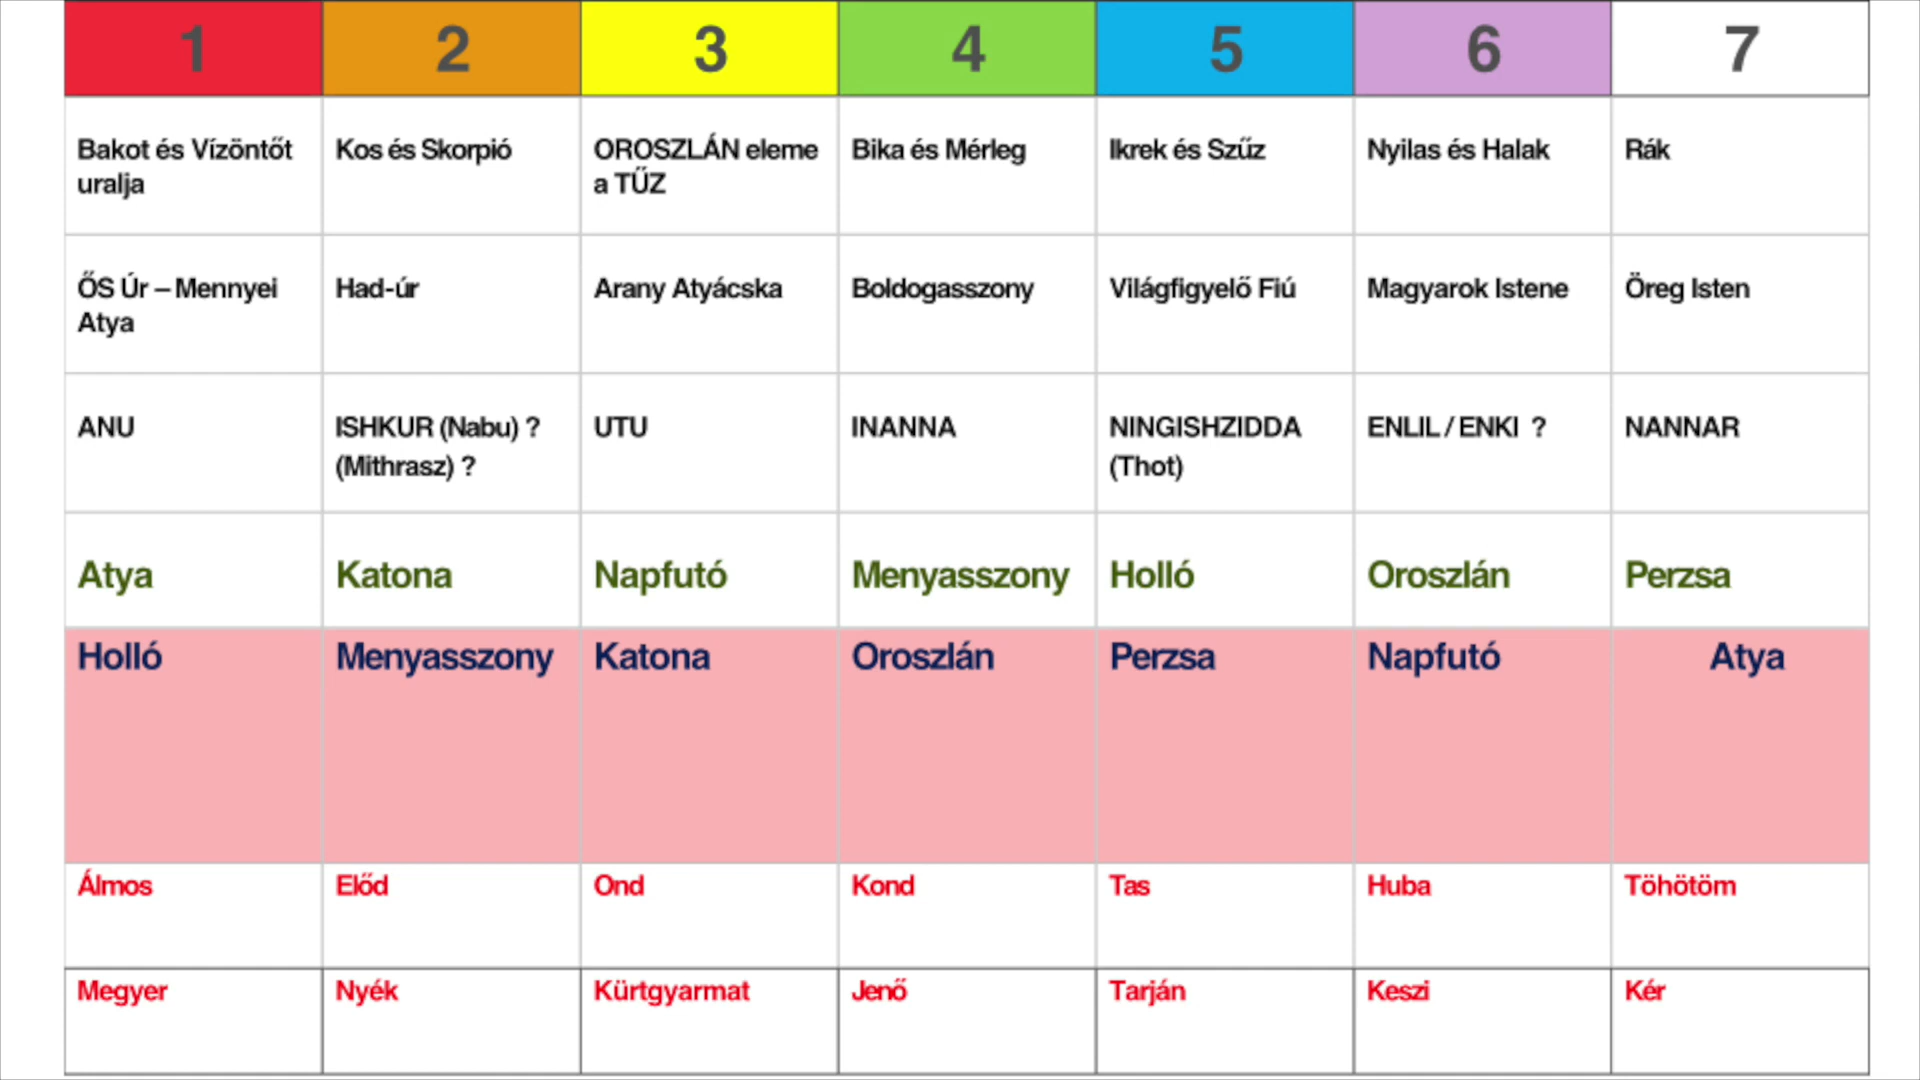 1 2 3 4 5 6 7
Bakot és Vízöntőt Kos és Skorpió OROSZLÁN eleme Bika és Mérleg Ikrek és Szűz Nyilas és Halak Rák
uralja a TŰZ
ŐS Úr – Mennyei Had-úr Arany Atyácska Boldogasszony Világfigyelő Fiú Magyarok Istene Öreg Isten
Atya
ANU ISHKUR (Nabu) ? UTU INANNA NINGISHZIDDA ENLIL / ENKI ? NANNAR
(Mithrasz) ? (Thot)
Atya Katona Napfutó Menyasszony Holló Oroszlán Perzsa
Holló Menyasszony Katona Oroszlán Perzsa Napfutó Atya
Álmos Előd Ond Kond Tas Huba Töhötöm
Megyer Nyék Kürtgyarmat Jenő Tarján Keszi Kér